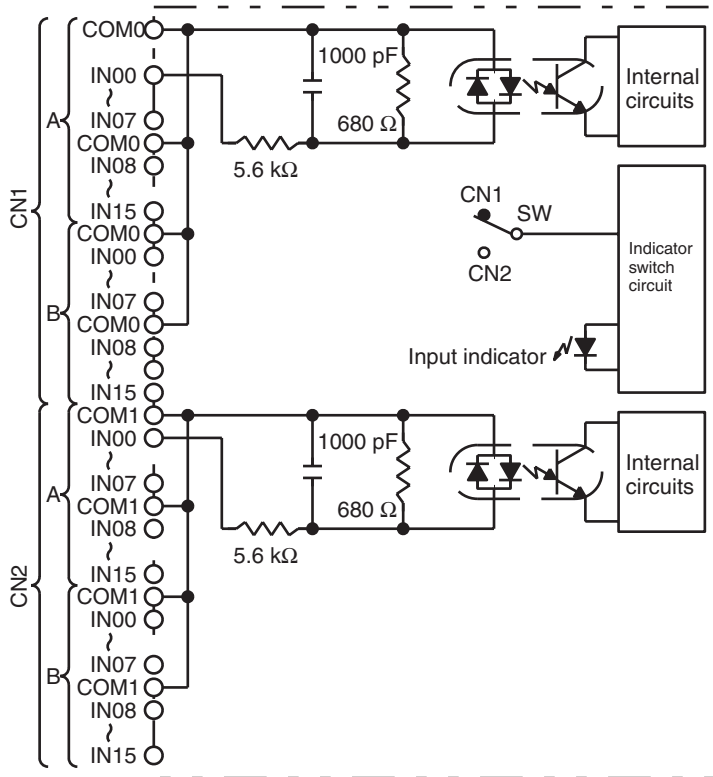 CN1
A
COM0
IN00
~
IN07
COM0
IN08
~
IN15
B
COM0
IN00
~
IN07
COM0
IN08
~
IN15
1000 pF
680 Ω
5.6 kΩ
Internal
circuits
CN1
SW
CN2
Indicator
switch
circuit
Input indicator
CN2
A
COM1
IN00
~
IN07
COM1
IN08
~
IN15
B
COM1
IN00
~
IN07
COM1
IN08
~
IN15
1000 pF
680 Ω
5.6 kΩ
Internal
circuits